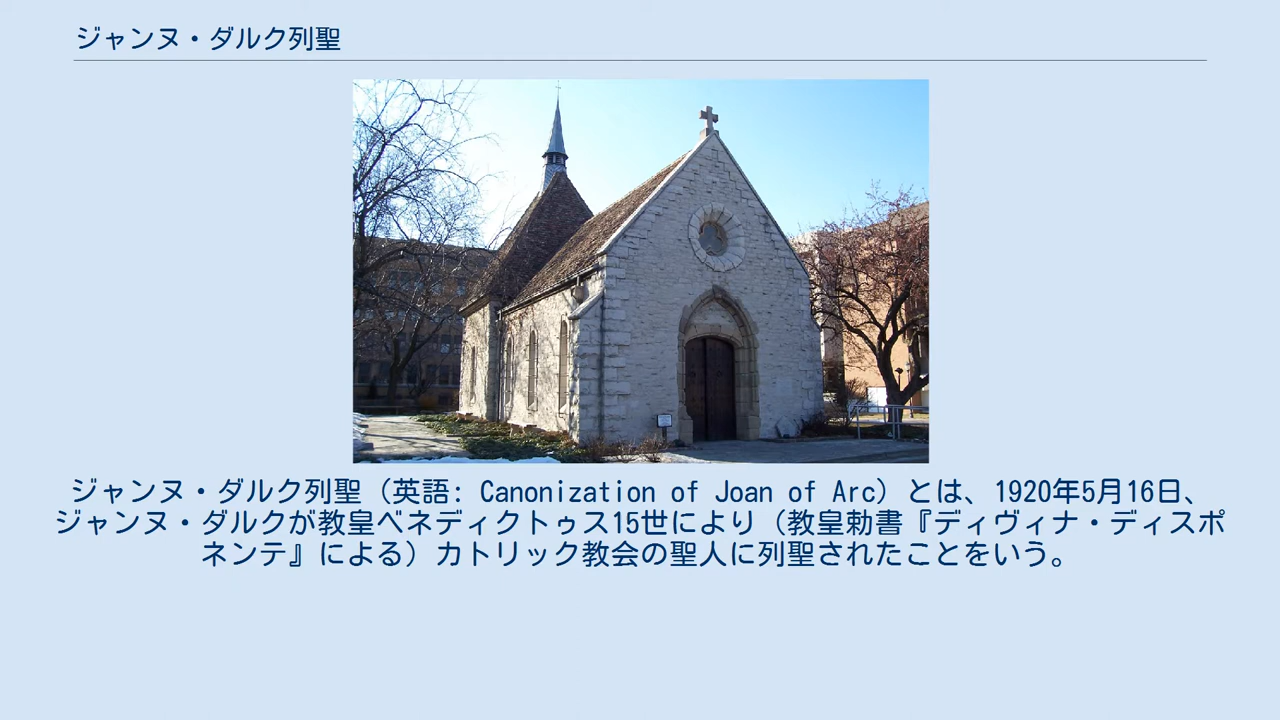 ジャンヌ・ダルク列聖
ジャンヌ・ダルク列聖（英語: Canonization of Joan of Arc）とは、1920年5月16日、
ジャンヌ・ダルクが教皇ベネディクトゥス15世により（教皇勅書『ディヴィナ・ディスポ
ネンテ』による）カトリック教会の聖人に列聖されたことをいう。